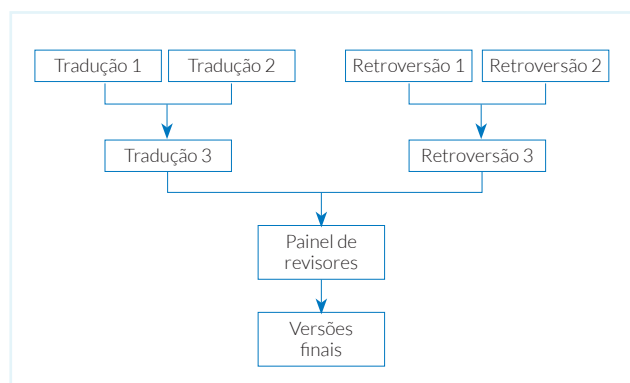 Tradução 1
Tradução 2
Retroversão 1
Retroversão 2
Tradução 3
Retroversão 3
Painel de
revisores
Versões
finais